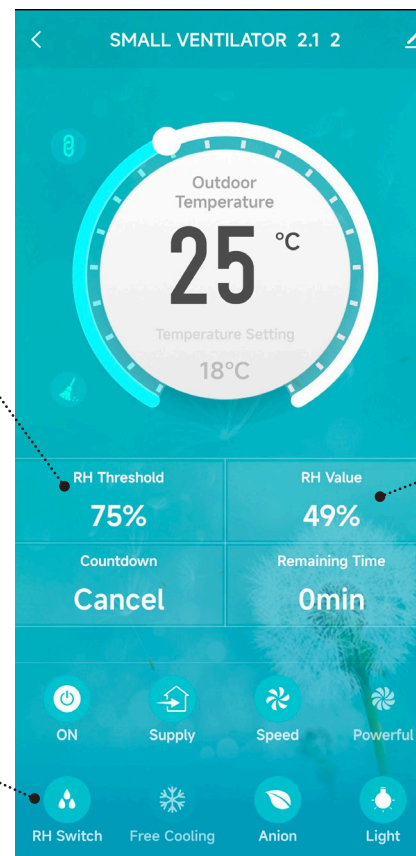 SMALL VENTILATOR 2.1 2
Outdoor
Temperature
25 °C
Temperature Setting
18°C
RH Threshold
RH Value
75%
49%
Countdown
Remaining Time
Cancel
0min
ON
Supply
Speed
Powerful
RH Switch
Free Cooling
Anion
Light